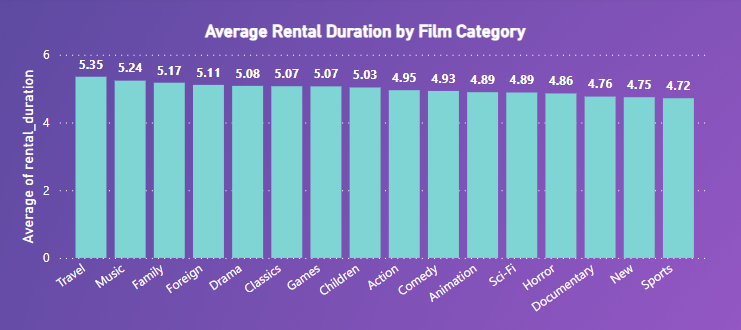 Average Rental Duration by Film Category
Average of rental_duration
6
4
2
0
5.35 5.24 5.17 5.11 5.08 5.07 5.07 5.03 4.95 4.93 4.89 4.89 4.86 4.76 4.75 4.72
Travel Music Family Foreign Drama Classics Games Children Action Comedy Animation Sci-Fi Horror Documentary New Sports